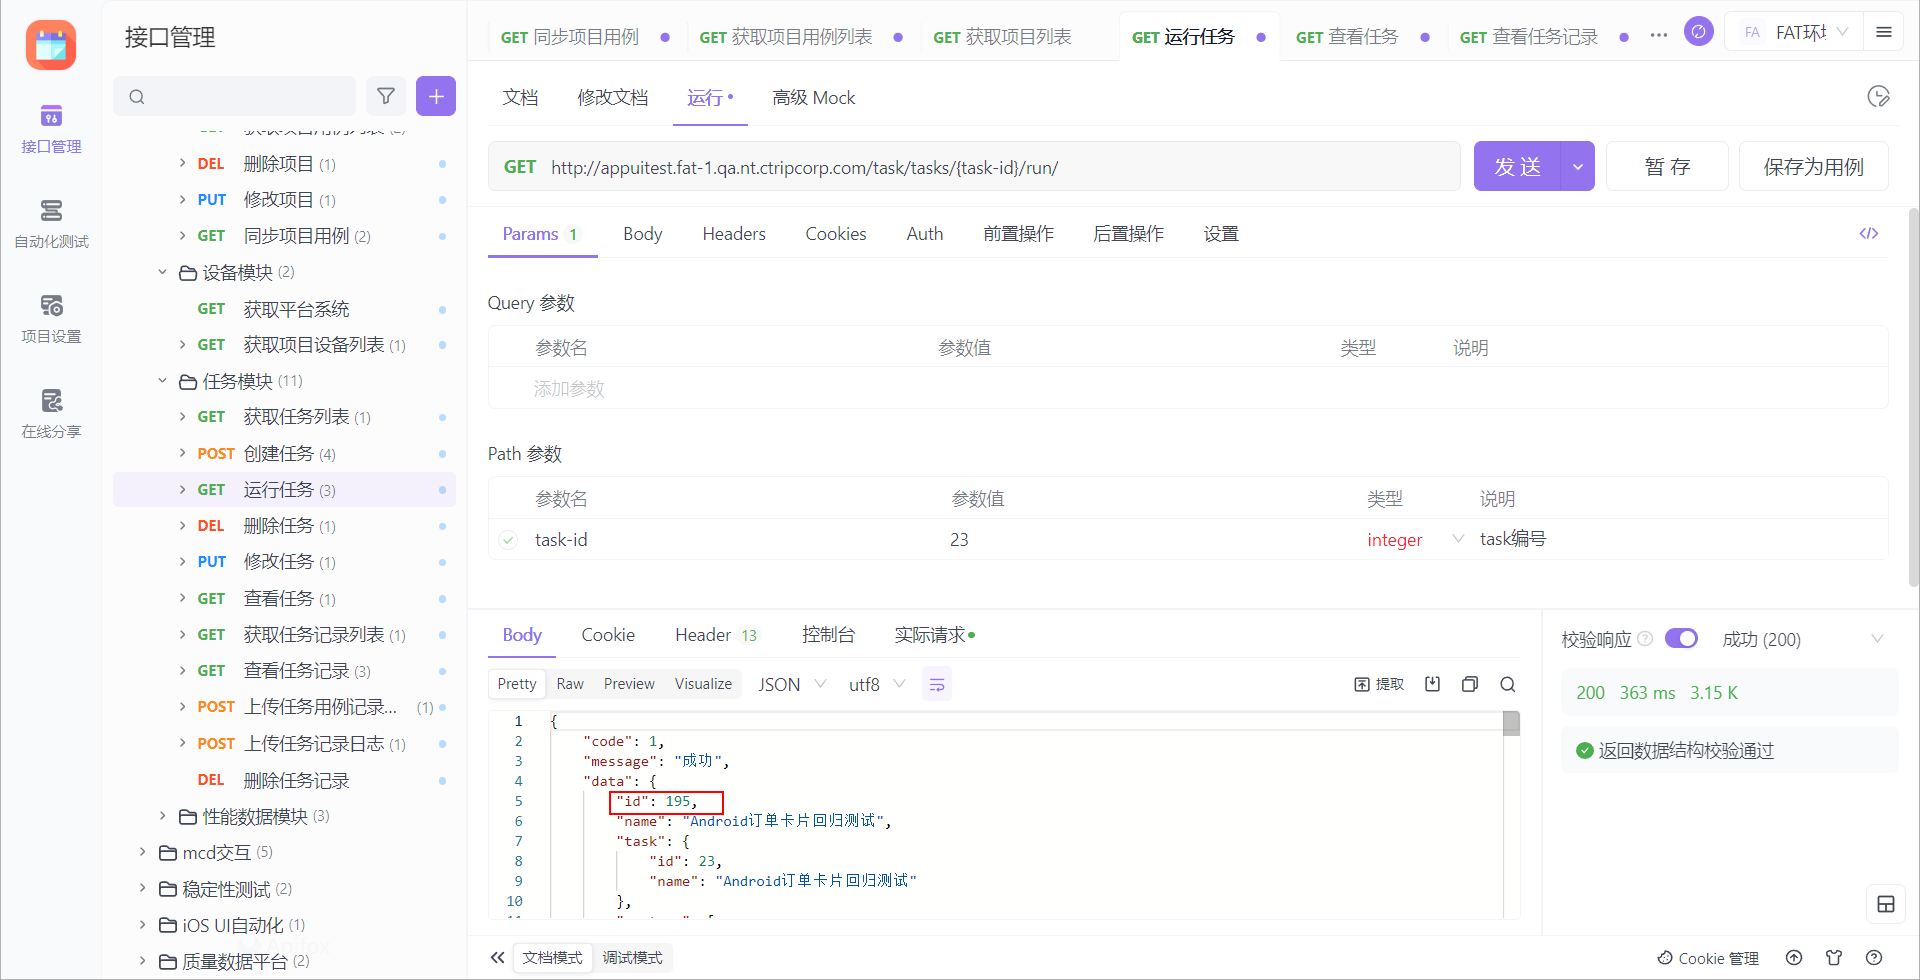 接口管理
自动化测试
项目设置
在线分享
接口管理
获取项目用例列表 (2)
DEL 删除项目 (1)
PUT 修改项目 (1)
GET 同步项目用例 (2)
设备模块 (2)
GET 获取平台系统
GET 获取项目设备列表 (1)
任务模块 (11)
GET 获取任务列表 (1)
POST 创建任务 (4)
GET 运行任务 (3)
DEL 删除任务 (1)
PUT 修改任务 (1)
GET 查看任务 (1)
GET 获取任务记录列表 (1)
GET 查看任务记录 (3)
POST 上传任务用例记录... (1)
POST 上传任务记录日志 (1)
DEL 删除任务记录
性能数据模块 (3)
mcd交互 (5)
稳定性测试 (2)
iOS UI自动化 (1)
质量数据平台 (2)
Apifox
GET 同步项目用例 GET 获取项目用例列表 GET 获取项目列表 GET 运行任务 GET 查看任务 GET 查看任务记录 ··· FA FAT环
文档 修改文档 运行 高级 Mock
GET http://appuitest.fat-1.qa.nt.ctripcorp.com/task/tasks/{task-id}/run/ 发 送 暂 存 保存为用例
Params 1 Body Headers Cookies Auth 前置操作 后置操作 设置 </>
Query 参数
参数名 参数值 类型 说明
添加参数
Path 参数
参数名 参数值 类型 说明
task-id 23 integer task编号
Body Cookie Header 13 控制台 实际请求
Pretty Raw Preview Visualize JSON utf8 提取
1 {
2 "code": 1,
3 "message": "成功",
4 "data": {
5 "id": 195,
6 "name": "Android订单卡片回归测试",
7 "task": {
8 "id": 23,
9 "name": "Android订单卡片回归测试"
10 },
校验响应 成功 (200)
200 363 ms 3.15 K
返回数据结构校验通过
文档模式 调试模式 Cookie 管理